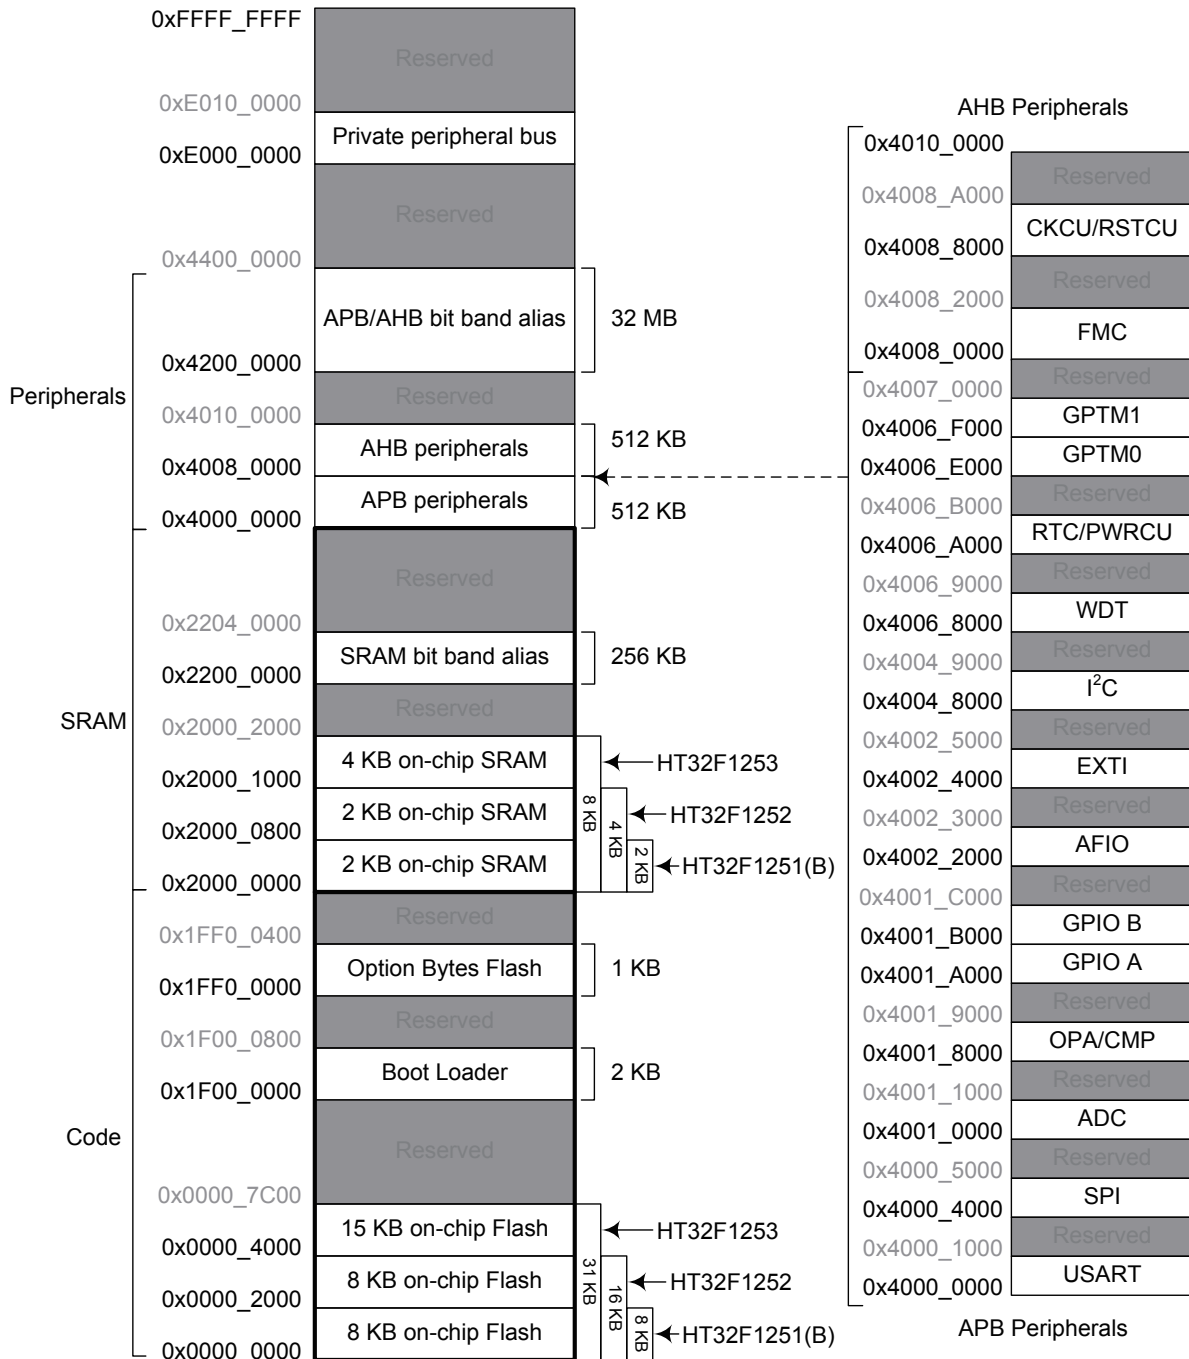 0xFFFF_FFFF
Reserved
0xE010_0000
Private peripheral bus
0xE000_0000
Reserved
0x4400_0000
APB/AHB bit band alias
32 MB
0x4200_0000
Peripherals
Reserved
0x4010_0000
AHB peripherals
512 KB
0x4008_0000
APB peripherals
512 KB
0x4000_0000
Reserved
0x2204_0000
SRAM bit band alias
256 KB
0x2200_0000
SRAM
Reserved
0x2000_2000
4 KB on-chip SRAM
HT32F1253
0x2000_1000
8 KB
2 KB on-chip SRAM
HT32F1252
4 KB
0x2000_0800
2 KB on-chip SRAM
2 KB
HT32F1251(B)
0x2000_0000
Reserved
0x1FF0_0400
Option Bytes Flash
1 KB
0x1FF0_0000
Reserved
0x1F00_0800
Boot Loader
2 KB
0x1F00_0000
Code
Reserved
0x0000_7C00
15 KB on-chip Flash
HT32F1253
0x0000_4000
31 KB
8 KB on-chip Flash
HT32F1252
16 KB
0x0000_2000
8 KB on-chip Flash
8 KB
HT32F1251(B)
0x0000_0000
AHB Peripherals
0x4010_0000
Reserved
0x4008_A000
CKCU/RSTCU
0x4008_8000
Reserved
0x4008_2000
FMC
0x4008_0000
Reserved
0x4007_0000
GPTM1
0x4006_F000
GPTM0
0x4006_E000
Reserved
0x4006_B000
RTC/PWRCU
0x4006_A000
Reserved
0x4006_9000
WDT
0x4006_8000
Reserved
0x4004_9000
I²C
0x4004_8000
Reserved
0x4002_5000
EXTI
0x4002_4000
Reserved
0x4002_3000
AFIO
0x4002_2000
Reserved
0x4001_C000
GPIO B
0x4001_B000
GPIO A
0x4001_A000
Reserved
0x4001_9000
OPA/CMP
0x4001_8000
Reserved
0x4001_1000
ADC
0x4001_0000
Reserved
0x4000_5000
SPI
0x4000_4000
Reserved
0x4000_1000
USART
0x4000_0000
APB Peripherals